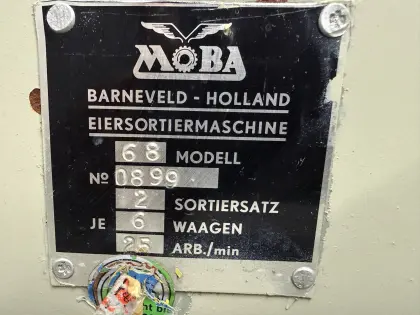 MOBA
BARNEVELD - HOLLAND
EIERSORTIERMASCHINE
68 MODELL
Nº 0899
2 SORTIERSATZ
JE 6 WAAGEN
25 ARB./min